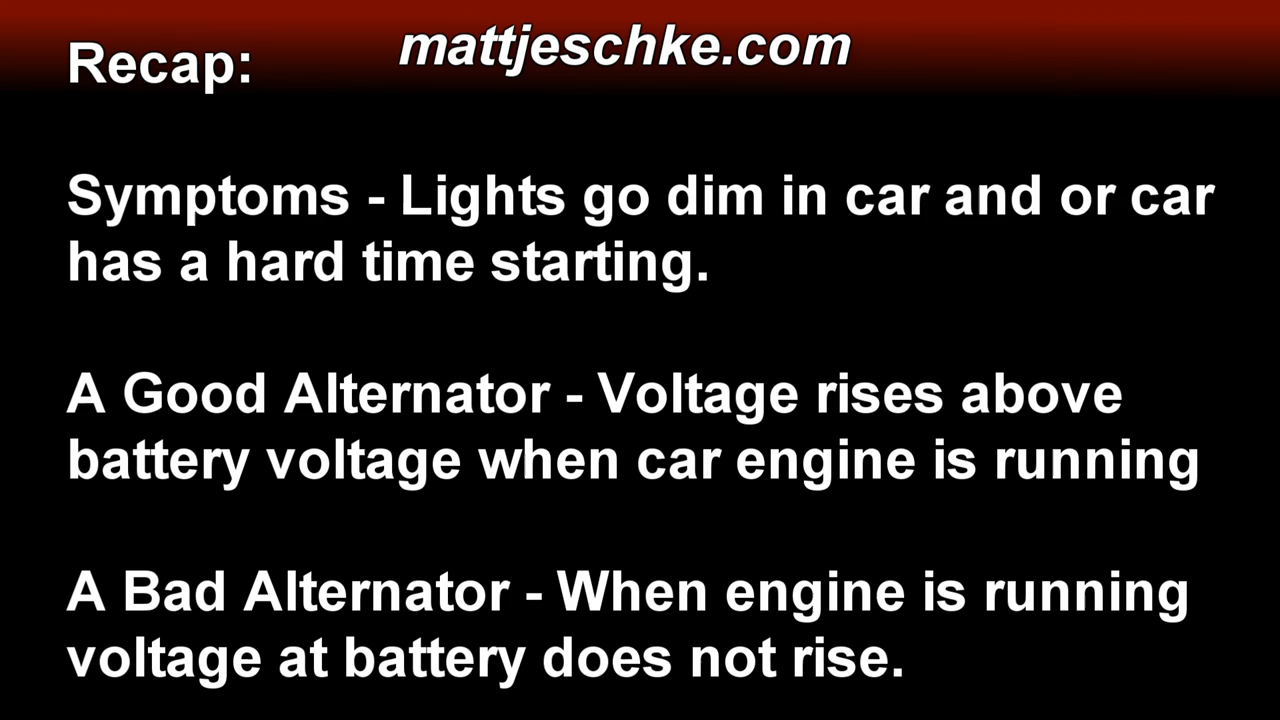 Recap:
mattjeschke.com
Symptoms - Lights go dim in car and or car
has a hard time starting.
A Good Alternator - Voltage rises above
battery voltage when car engine is running
A Bad Alternator - When engine is running
voltage at battery does not rise.